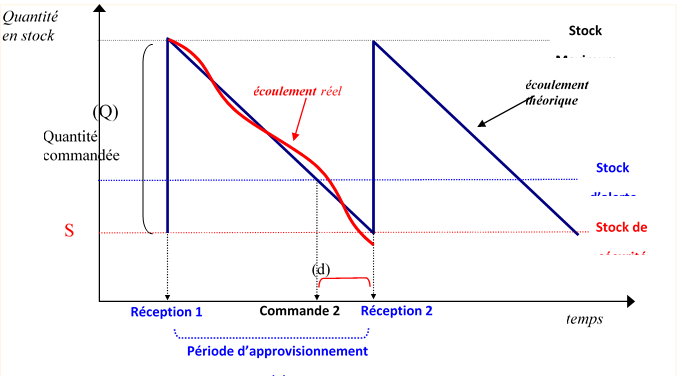 Quantité
en stock
Stock
écoulement
théorique
écoulement réel
(Q)
Quantité
commandée
Stock
S
Stock de
(d)
Réception 1
Commande 2
Réception 2
temps
Période d'approvisionnement